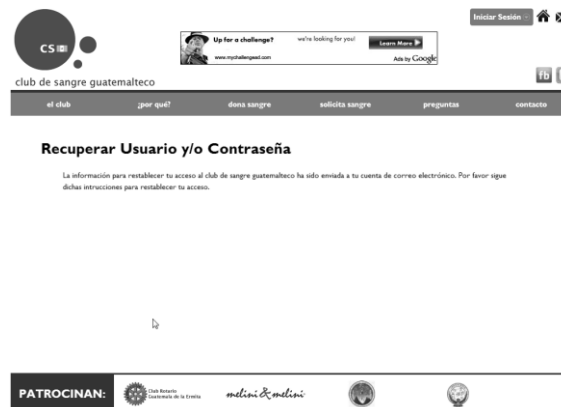 Iniciar Sesión
CS
Up for a challenge? we're looking for you! Learn More
www.mychallengeed.com Ads by Google
club de sangre guatemalteco
fb
el club ¿por qué? dona sangre solicita sangre preguntas contacto
Recuperar Usuario y/o Contraseña
La información para restablecer tu acceso al club de sangre guatemalteco ha sido enviada a tu cuenta de correo electrónico. Por favor sigue
dichas intrucciones para restablecer tu acceso.
PATROCINAN:
Club Rotario
Guatemala de la Ermita
melini & melini